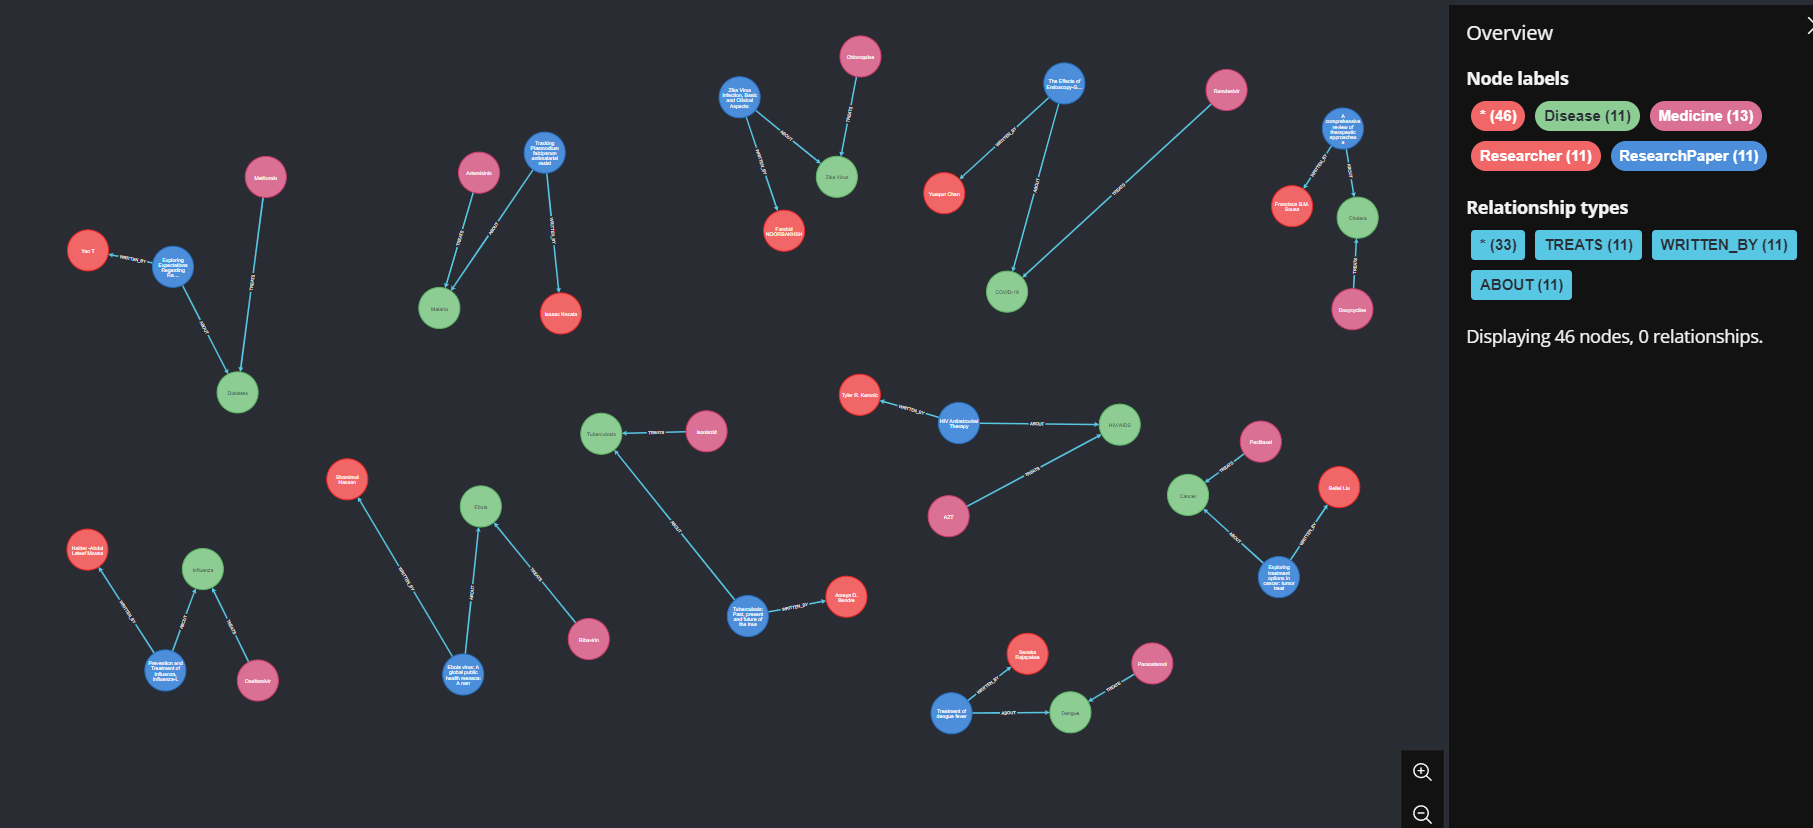 Overview
Node labels
* (46)
Disease (11)
Medicine (13)
Researcher (11)
ResearchPaper (11)
Relationship types
* (33)
TREATS (11)
WRITTEN_BY (11)
ABOUT (11)
Displaying 46 nodes, 0 relationships.
Chloroquine
Zika Virus
Infection, Basic
and Clinical
Aspects:
ABOUT
TREATS
WRITTEN_BY
Zika Virus
Farshid
NOORBAKHSH
The Effects of
Endoscopy-G...
WRITTEN_BY
ABOUT
Yuequn Chen
Remdesivir
TREATS
COVID-19
A
comprehensive
review of
therapeutic
approaches
a
WRITTEN_BY
ABOUT
Francisca B.M.
Sousa
Cholera
TREATS
Doxycycline
Metformin
Yao T
WRITTEN_BY
Exploring
Expectations
Regarding
Re...
TREATS
ABOUT
Diabetes
Artemisinin
Tracking
Plasmodium
falciparum
antimalarial
resist
TREATS
ABOUT
WRITTEN_BY
Malaria
Isaac Nazala
Tuberculosis
TREATS
Isoniazid
ABOUT
Tuberculosis:
Past, present
and future of
the trea
WRITTEN_BY
Amaya D.
Tyler R. Kemnic
WRITTEN_BY
HIV Antiretroviral
Therapy
ABOUT
HIV/AIDS
TREATS
AZT
Paclitaxel
TREATS
Cancer
Beilei Liu
ABOUT
WRITTEN_BY
Exploring
treatment
options in
cancer: tumor
treat
Shamimul
Hasan
Ebola
WRITTEN_BY
ABOUT
TREATS
Ribavirin
Ebola virus: A
global public
health menace:
A narr
Haider -Abdul
Lateef Mousa
Influenza
WRITTEN_BY
ABOUT
TREATS
Prevention and
Treatment of
Influenza,
Influenza-L
Oseltamivir
Senaka
Rajapakse
Paracetamol
WRITTEN_BY
TREATS
Treatment of
dengue fever
ABOUT
Dengue